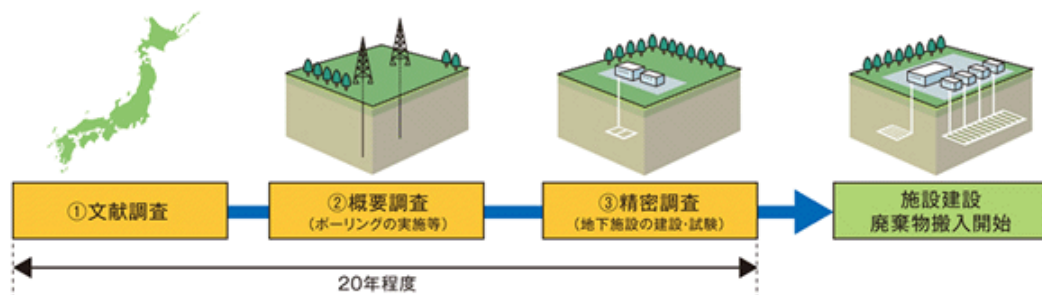 ①文献調査
②概要調査
(ボーリングの実施等)
③精密調査
(地下施設の建設・試験)
施設建設
廃棄物搬入開始
20年程度